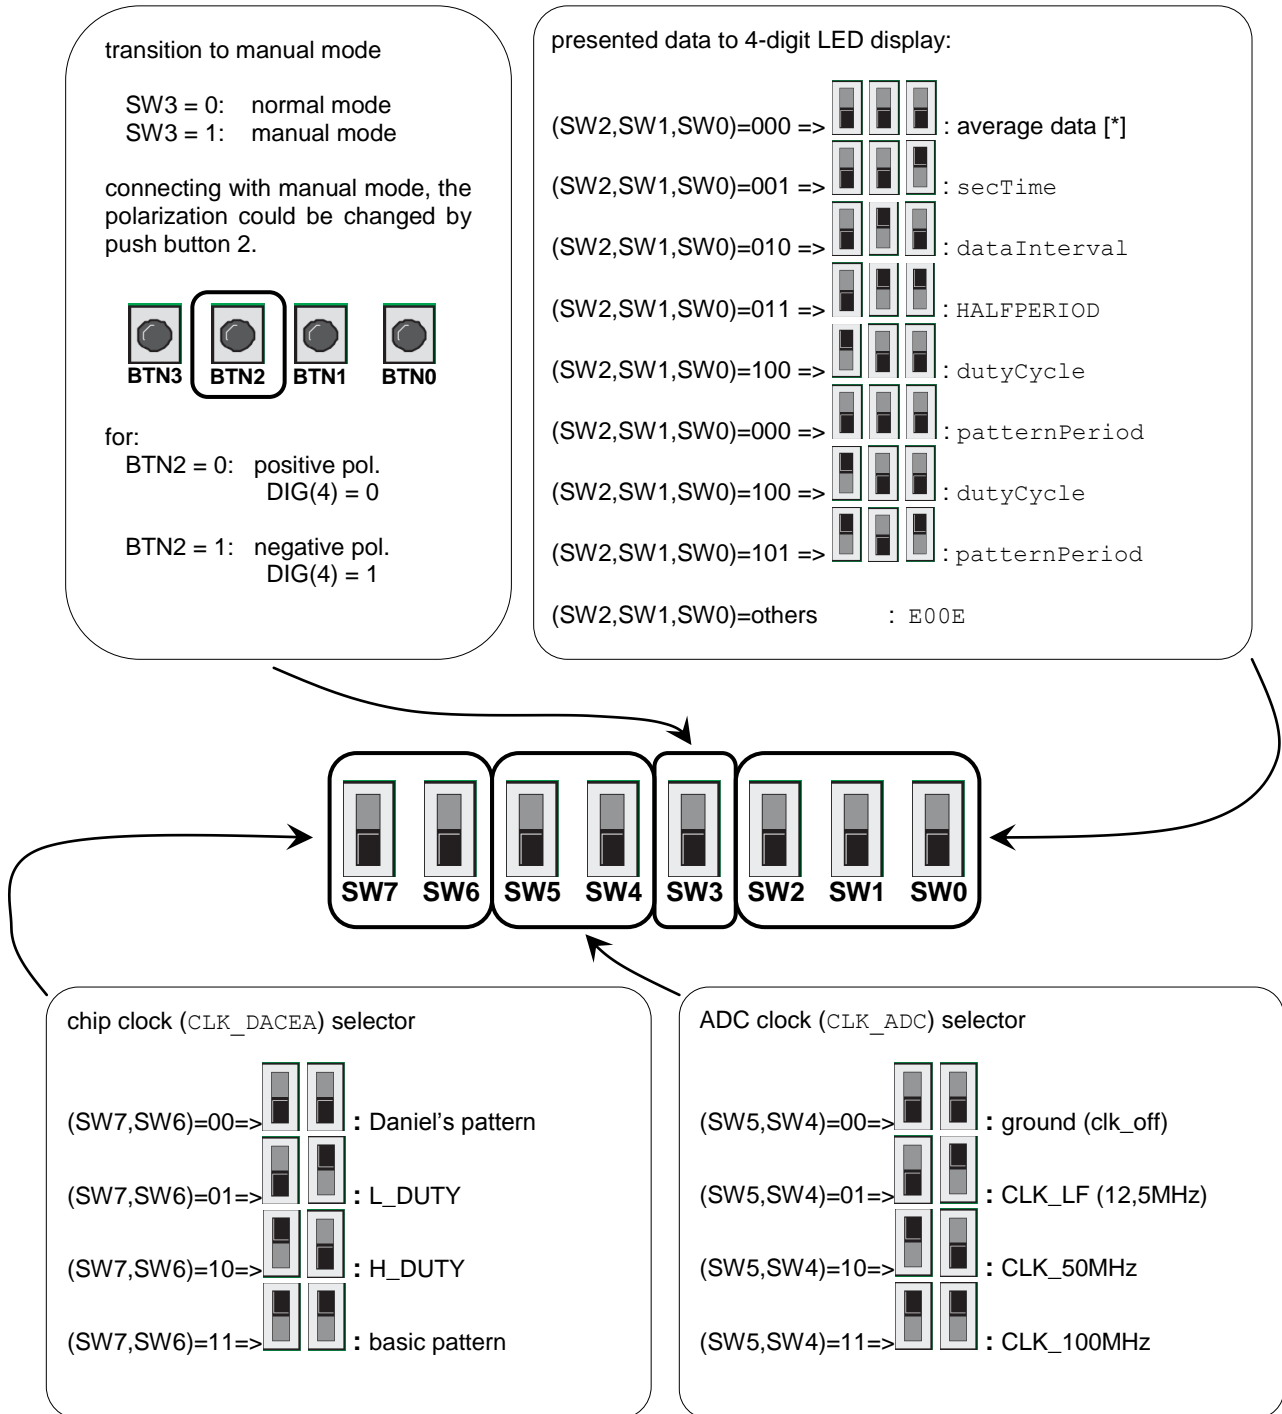 transition to manual mode
SW3 = 0: normal mode
SW3 = 1: manual mode
connecting with manual mode, the
polarization could be changed by
push button 2.
BTN3 BTN2 BTN1 BTN0
for:
BTN2 = 0: positive pol.
DIG(4) = 0
BTN2 = 1: negative pol.
DIG(4) = 1
presented data to 4-digit LED display:
(SW2,SW1,SW0)=000 => : average data [*]
(SW2,SW1,SW0)=001 => : secTime
(SW2,SW1,SW0)=010 => : dataInterval
(SW2,SW1,SW0)=011 => : HALFPERIOD
(SW2,SW1,SW0)=100 => : dutyCycle
(SW2,SW1,SW0)=000 => : patternPeriod
(SW2,SW1,SW0)=100 => : dutyCycle
(SW2,SW1,SW0)=101 => : patternPeriod
(SW2,SW1,SW0)=others : E00E
SW7 SW6 SW5 SW4 SW3 SW2 SW1 SW0
chip clock (CLK_DACEA) selector
(SW7,SW6)=00=> : Daniel's pattern
(SW7,SW6)=01=> : L_DUTY
(SW7,SW6)=10=> : H_DUTY
(SW7,SW6)=11=> : basic pattern
ADC clock (CLK_ADC) selector
(SW5,SW4)=00=> : ground (clk_off)
(SW5,SW4)=01=> : CLK_LF (12,5MHz)
(SW5,SW4)=10=> : CLK_50MHz
(SW5,SW4)=11=> : CLK_100MHz